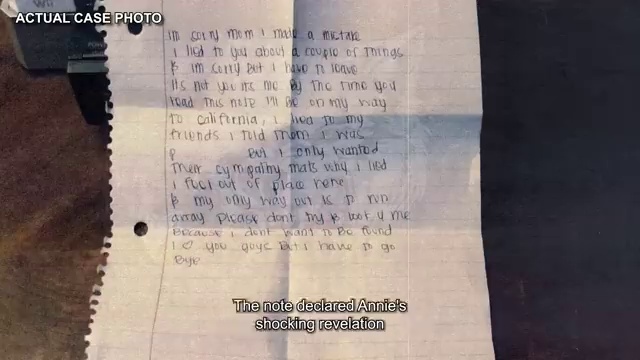 ACTUAL CASE PHOTO
Im sorry mom I made a mistake
I lied to you about a couple of things
& im sorry But I have to leave
its not you its me By the time you
read this note I'll Be on my way
to california, I lied to my
friends I told them I was
But I only wanted
Their sympathy thats why I lied
I feel out of place here
& my only way out is to run
away Please dont try & look 4 me
Because I dont want to Be found
I <3 you guys But I have to go
Bye
The note declared Annie's
shocking revelation